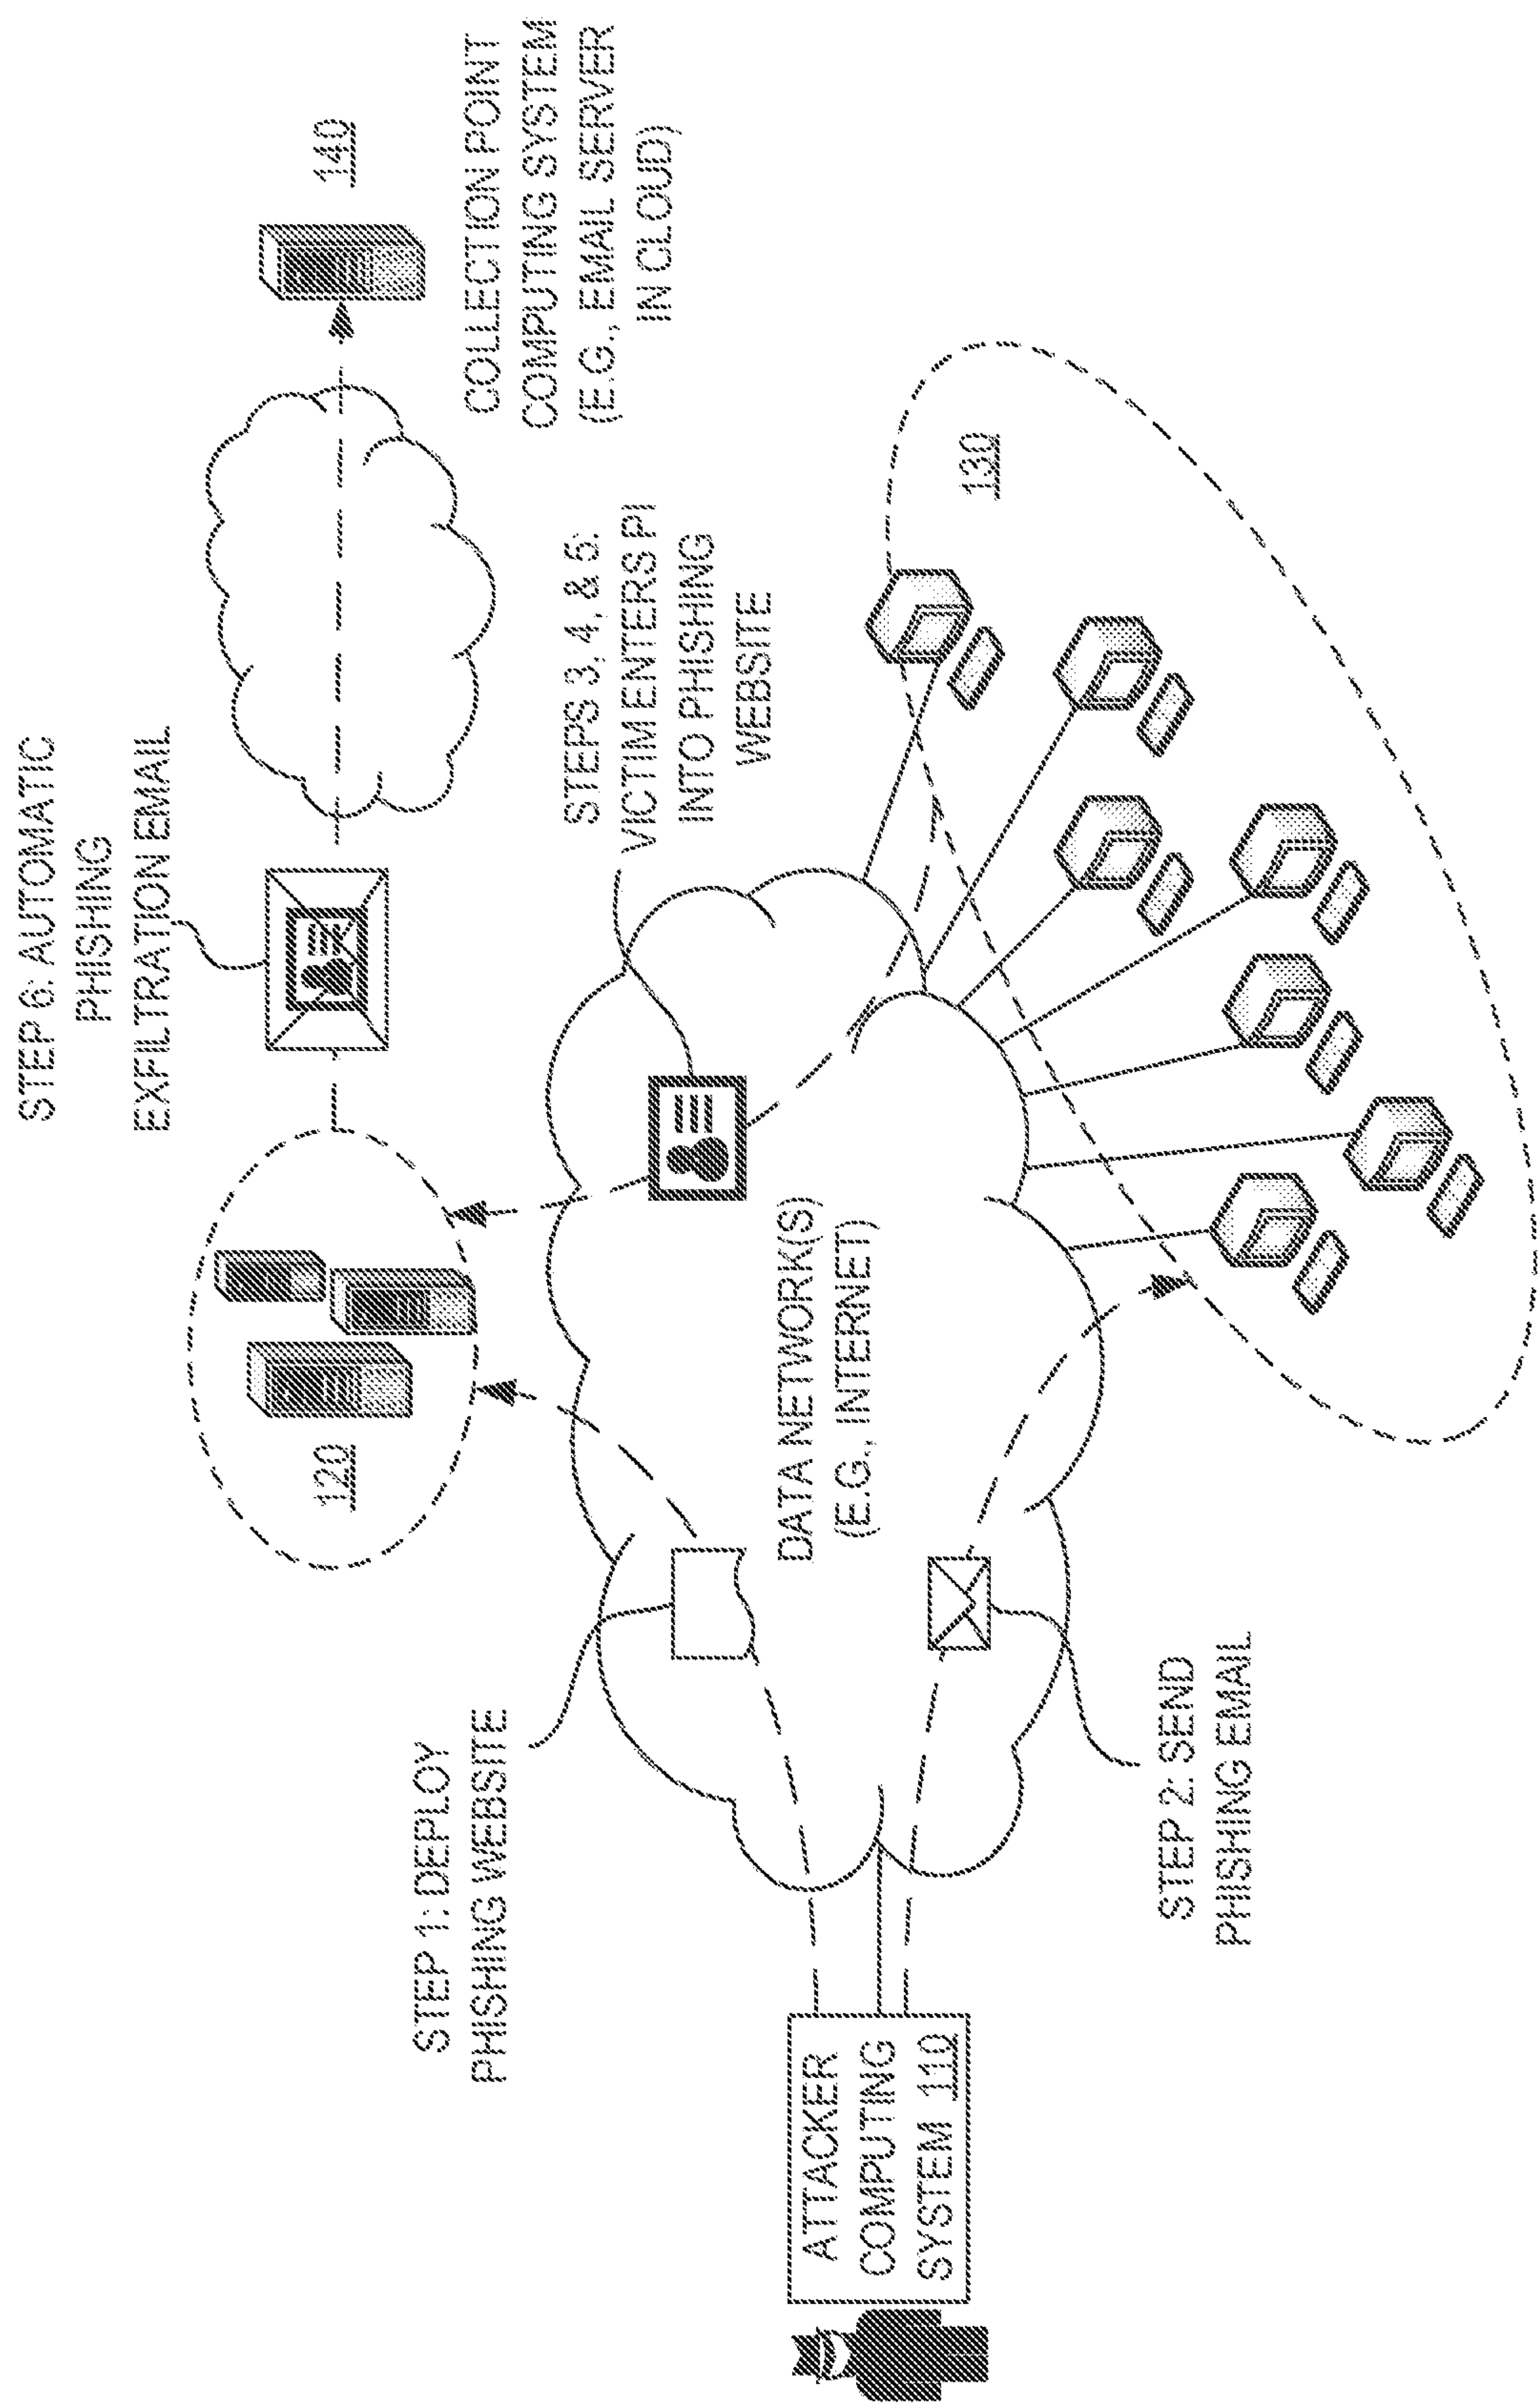 STEP 6: AUTOMATIC
PHISHING
EXFILTRATION EMAIL
120
140
COLLECTION POINT
COMPUTING SYSTEM
(E.G., EMAIL SERVER
IN CLOUD)
STEP 1: DEPLOY
PHISHING WEBSITE
STEPS 3, 4, & 5:
VICTIM ENTERS PI
INTO PHISHING
WEBSITE
DATA NETWORK(S)
(E.G., INTERNET)
ATTACKER
COMPUTING
SYSTEM 110
130
STEP 2: SEND
PHISHING EMAIL